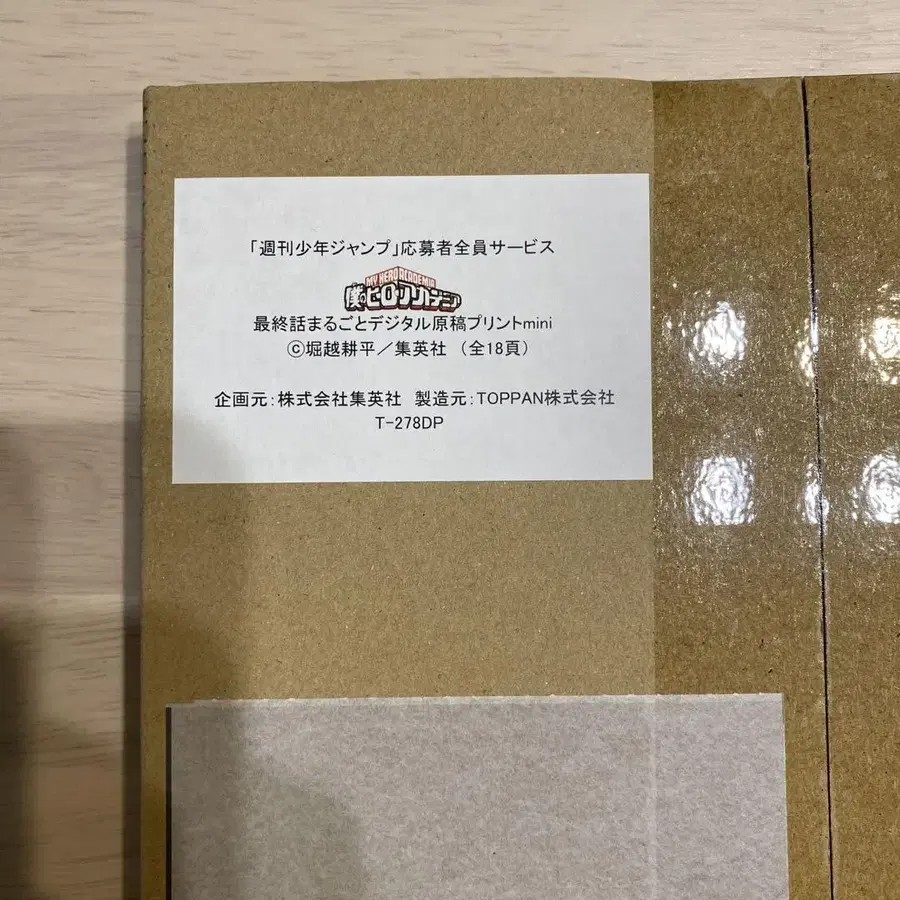 「週刊少年ジャンプ」応募者全員サービス
MY HERO ACADEMIA
僕のヒーローアカデミア
最終話まるごとデジタル原稿プリントmini
©堀越耕平／集英社 （全18頁）
企画元：株式会社集英社 製造元：TOPPAN株式会社
T-278DP